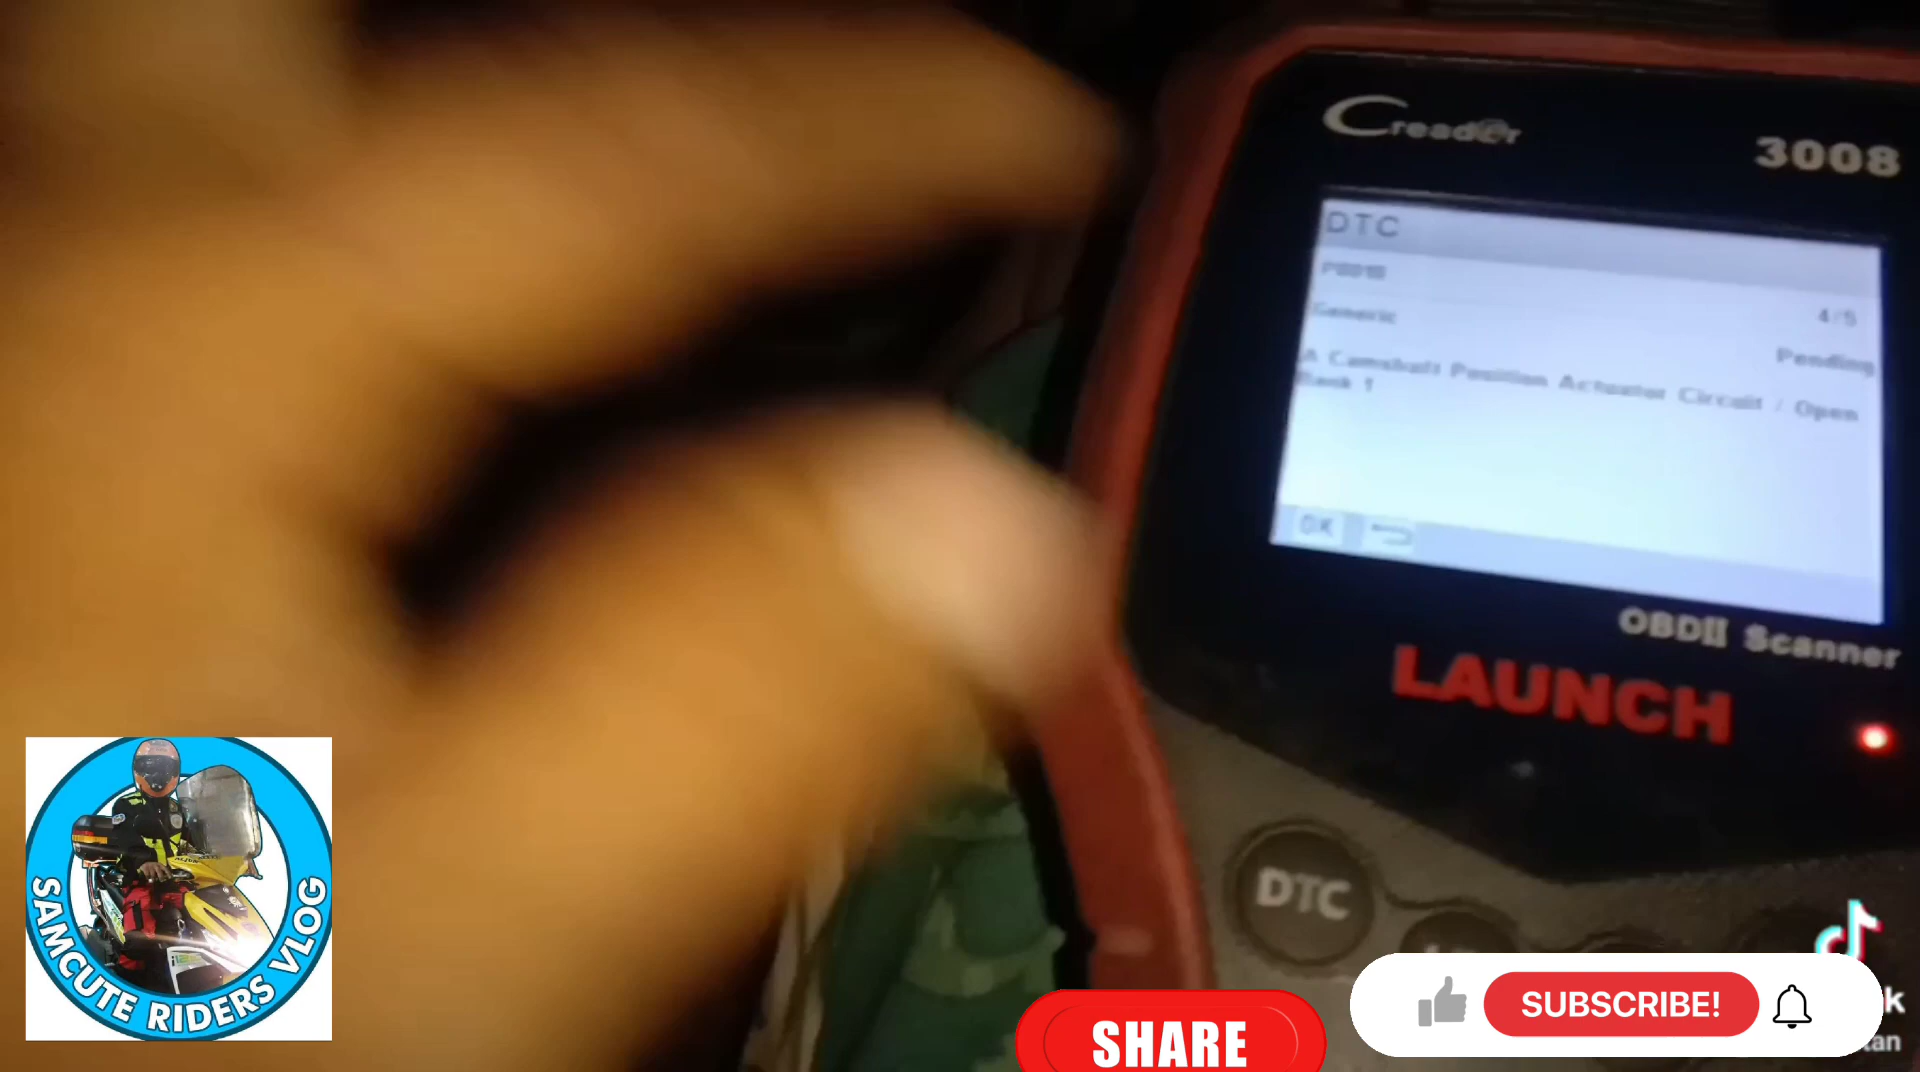 Creader
3008
DTC
4/5
Generic
Pending
A Camshaft Position Actuator Circuit / Open
Bank 1
OK
OBDII Scanner
LAUNCH
DTC
SAMCUTE RIDERS VLOG
SHARE
SUBSCRIBE!